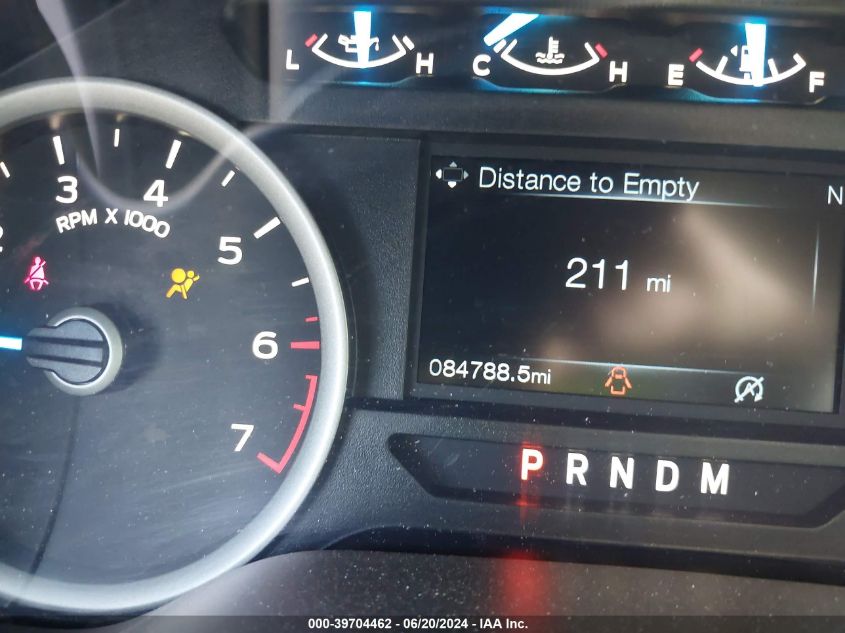 L H C H E F
Distance to Empty
N
2 3 4 5 6 7
RPM X 1000
211 mi
084788.5mi
P R N D M
000-39704462 - 06/20/2024 - IAA Inc.